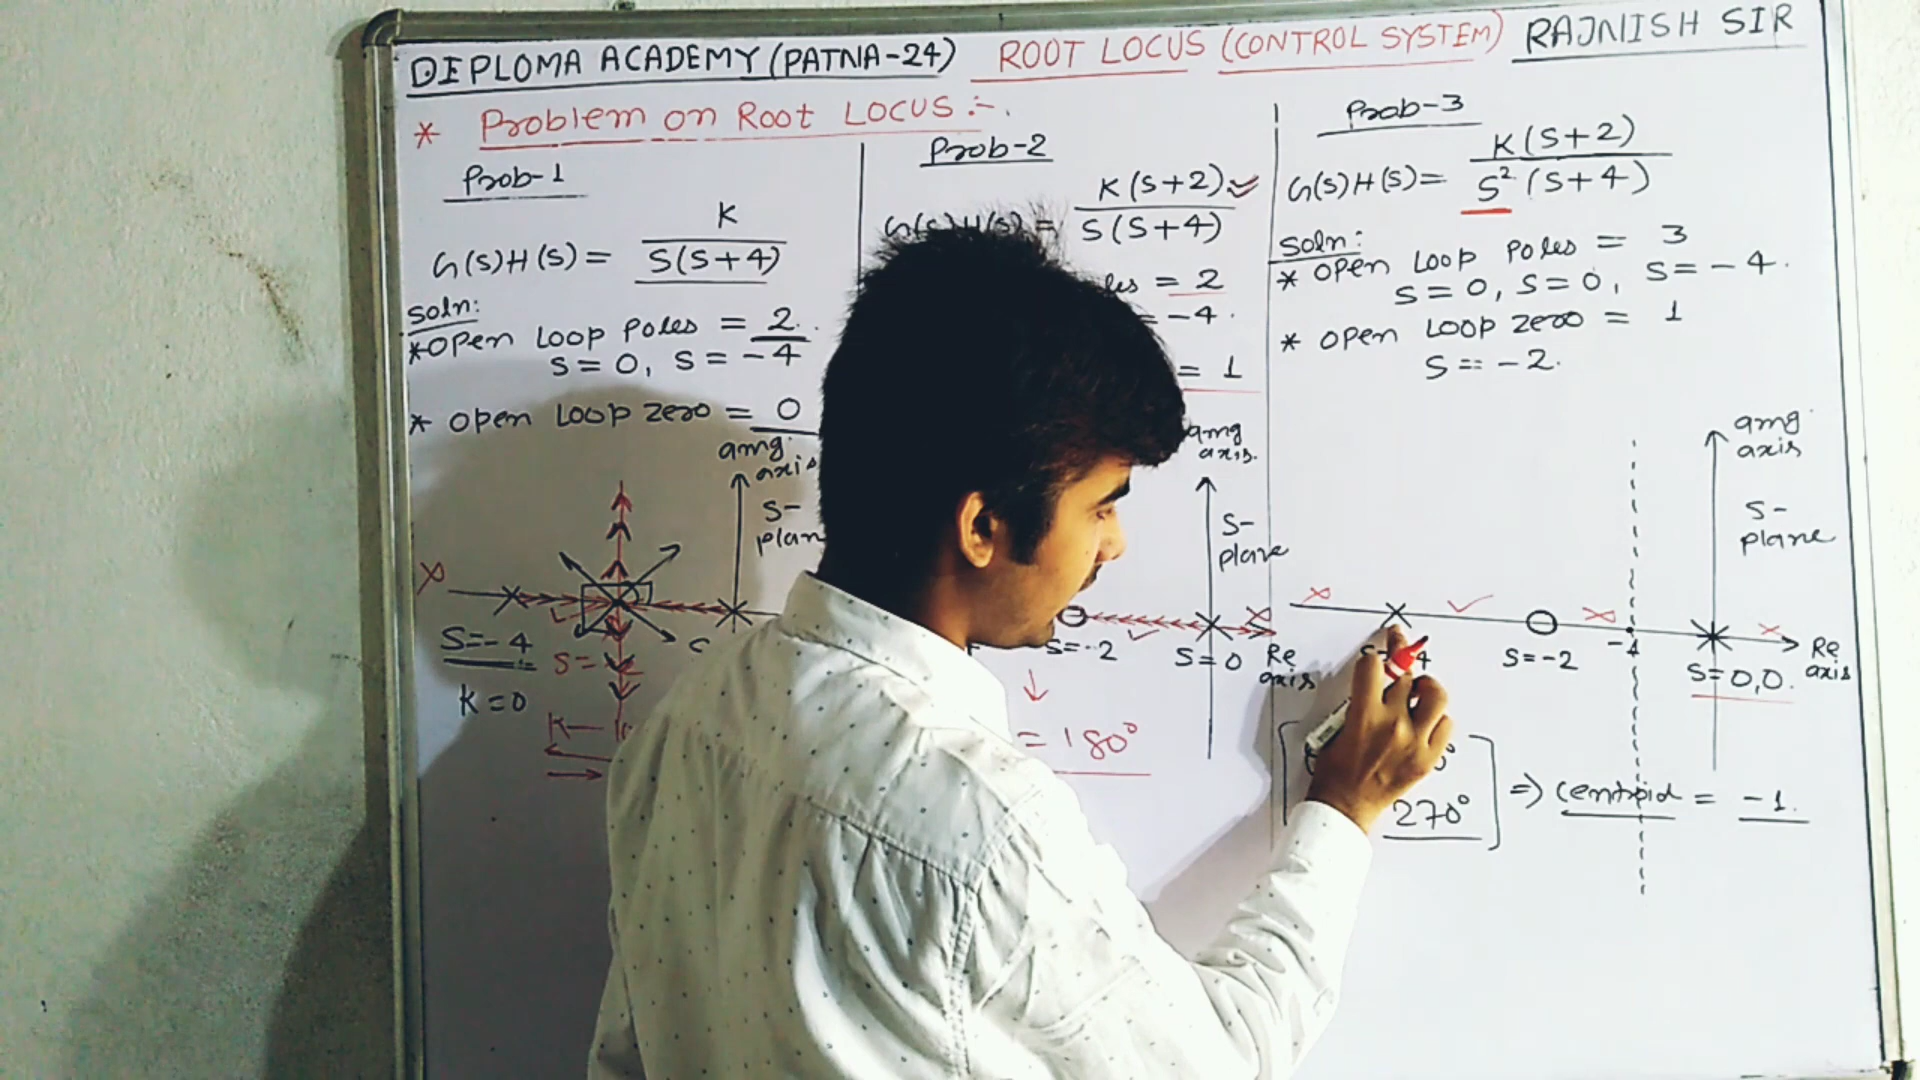 DIEPLOMA ACADEMY (PATNA-24) ROOT LOCUS (CONTROL SYSTEM) RAJNISH SIR
* Problem on Root LOCUS :-.
Prob-1
G(S)H(S) = K / S(S+4)
Soln:
* Open Loop Poles = 2.
S = 0, S = -4
* Open Loop zero = 0
amg.
axis
S-
plan
S=-4
K=0
S=-
Prob-2
G(S)H(S) = K(S+2) / S(S+4)
les = 2
= -4.
= 1
amg
axis.
S-
plane
S=-2
S=0
Re
axis
= 180°
Prob-3
G(S)H(S) = K(S+2) / S² (S+4)
Soln:
* Open Loop Poles = 3
S=0, S=0, S=-4.
* Open Loop zero = 1
S = -2.
amg
axis
S-
plane
S=-2
-1
S=0,0.
Re
axis
270° ⇒ centroid = -1.